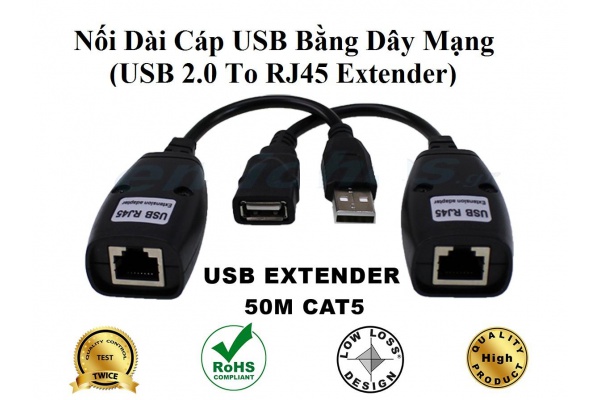 Nối Dài Cáp USB Bằng Dây Mạng
(USB 2.0 To RJ45 Extender)
USB RJ45
Extension adapter
USB RJ45
Extension adapter
USB EXTENDER
50M CAT5
QUALITY CONTROL
TEST
TWICE
RoHS
COMPLIANT
LOW LOSS
DESIGN
QUALITY
High
PRODUCT